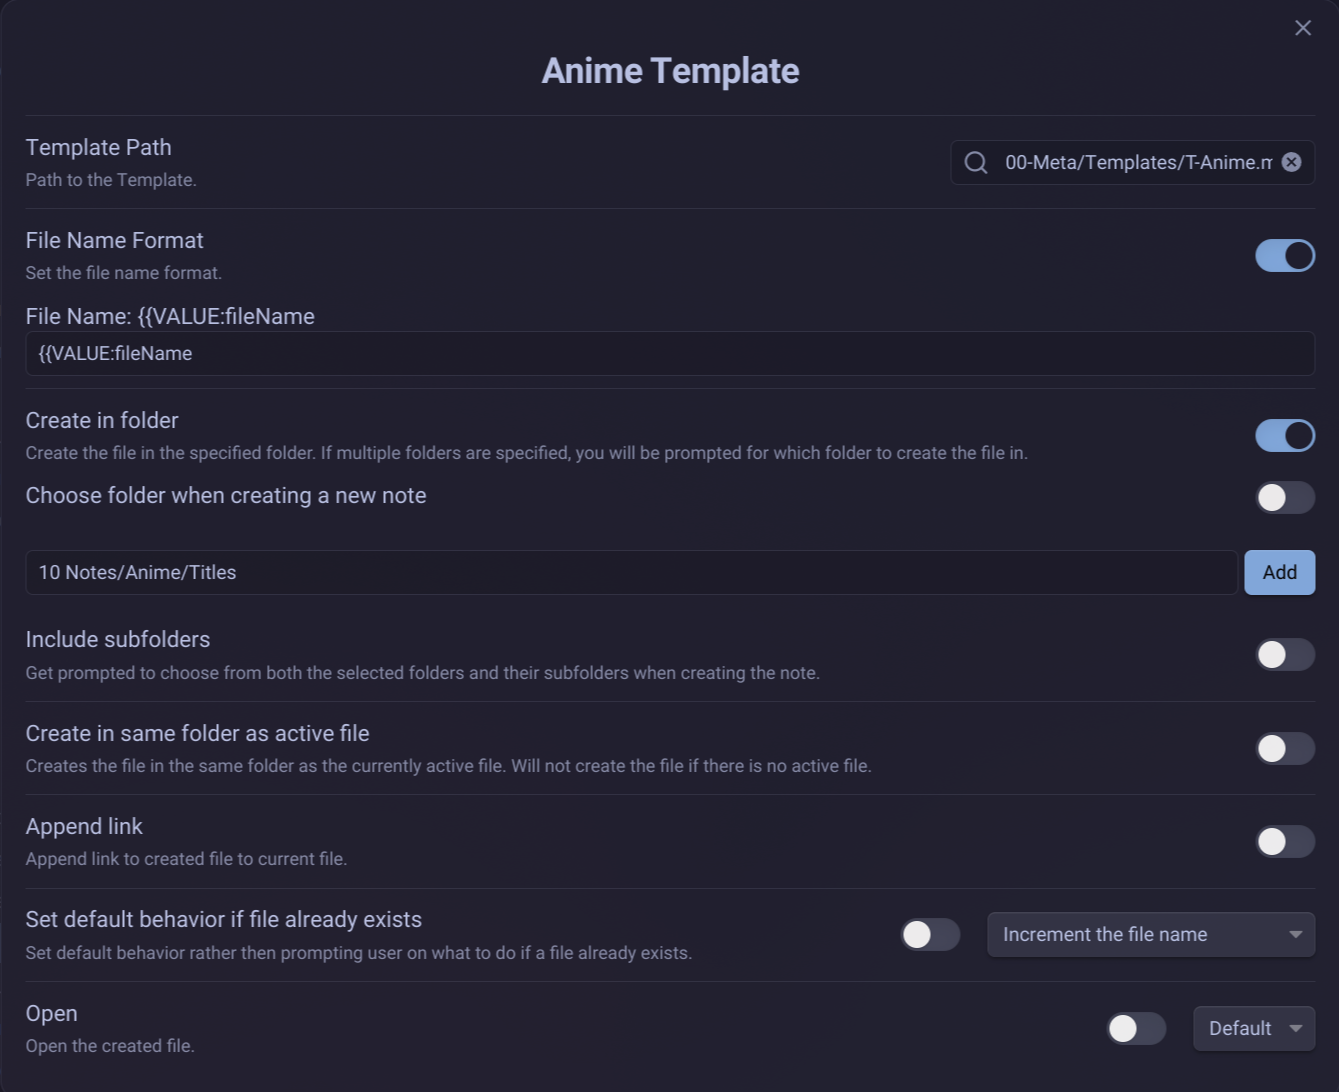 Anime Template
Template Path
Path to the Template.
00-Meta/Templates/T-Anime.m
File Name Format
Set the file name format.
File Name: {{VALUE:fileName
{{VALUE:fileName
Create in folder
Create the file in the specified folder. If multiple folders are specified, you will be prompted for which folder to create the file in.
Choose folder when creating a new note
10 Notes/Anime/Titles
Add
Include subfolders
Get prompted to choose from both the selected folders and their subfolders when creating the note.
Create in same folder as active file
Creates the file in the same folder as the currently active file. Will not create the file if there is no active file.
Append link
Append link to created file to current file.
Set default behavior if file already exists
Set default behavior rather then prompting user on what to do if a file already exists.
Increment the file name
Open
Open the created file.
Default